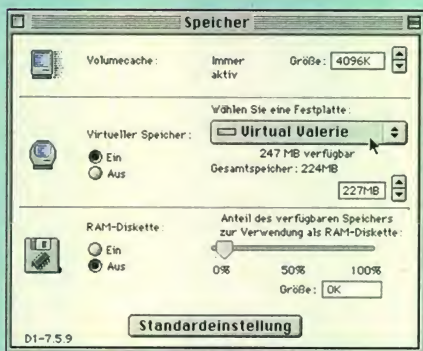 Speicher
Volumecache:
Immer
aktiv
Größe: 4096K
Wählen Sie eine Festplatte:
Virtueller Speicher:
Virtual Valerie
Ein
Aus
247 MB verfügbar
Gesamtspeicher: 224MB
227MB
RAM-Diskette:
Anteil des verfügbaren Speichers
zur Verwendung als RAM-Diskette:
Ein
Aus
0% 50% 100%
Größe: 0K
Standardeinstellung
D1-7.5.9